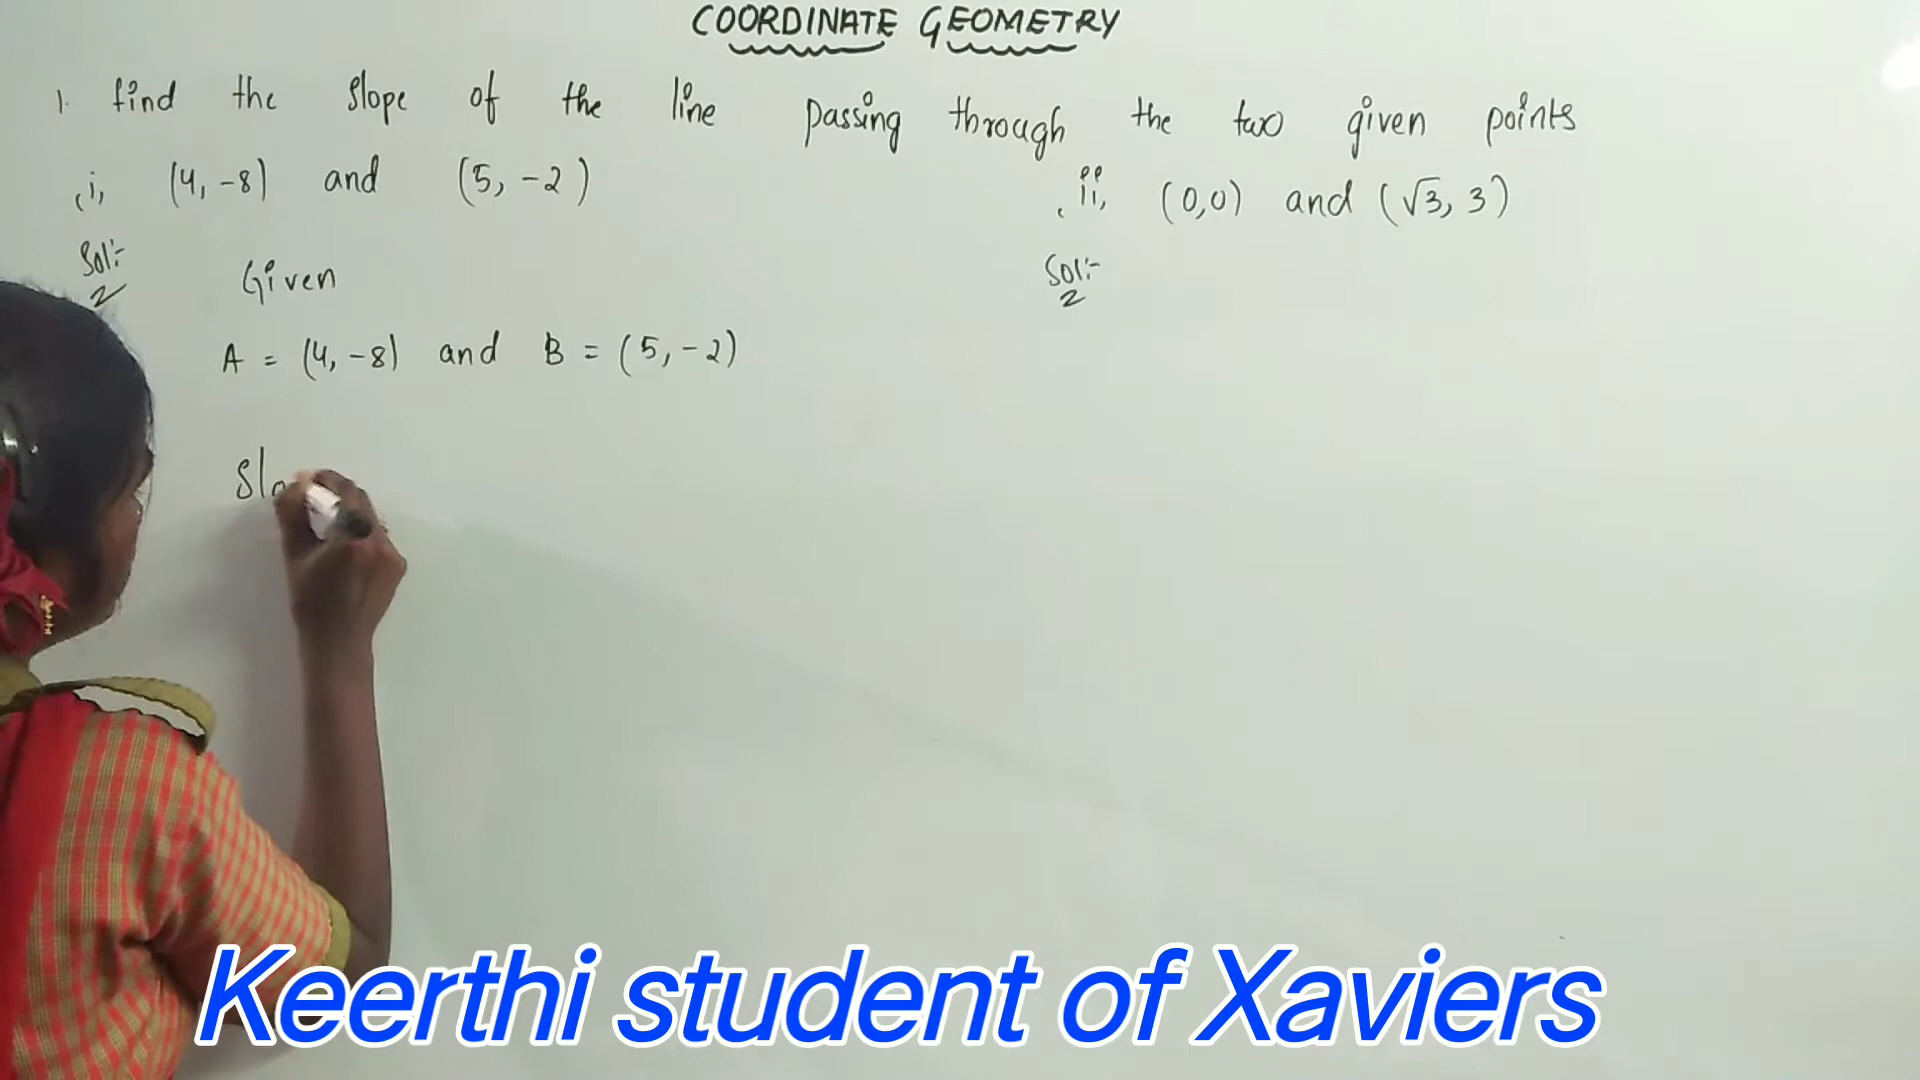 COORDINATE GEOMETRY
1. find the slope of the line passing through the two given points
(i, (4, -8) and (5, -2)
(ii, (0,0) and (√3, 3)
Sol:-
Given
Sol:-
A = (4, -8) and B = (5, -2)
Slo
Keerthi student of Xaviers